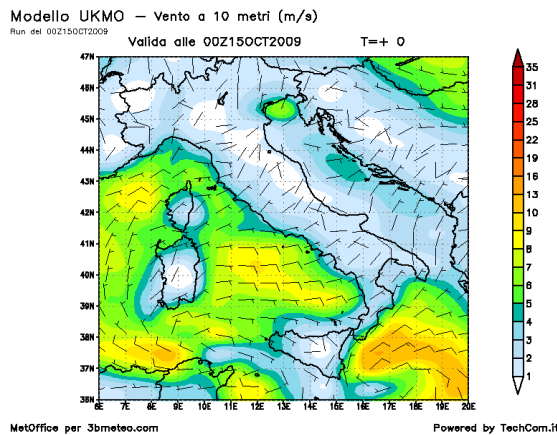 Modello UKMO – Vento a 10 metri (m/s)
Run del 00Z15OCT2009
Valida alle 00Z15OCT2009 T=+ 0
47N
46N
45N
44N
43N
42N
41N
40N
39N
38N
37N
36N
6E 7E 8E 9E 10E 11E 12E 13E 14E 15E 16E 17E 18E 19E 20E
35
31
28
25
22
19
16
13
10
9
8
7
6
5
4
3
2
1
MetOffice per 3bmeteo.com
Powered by TechCom.it